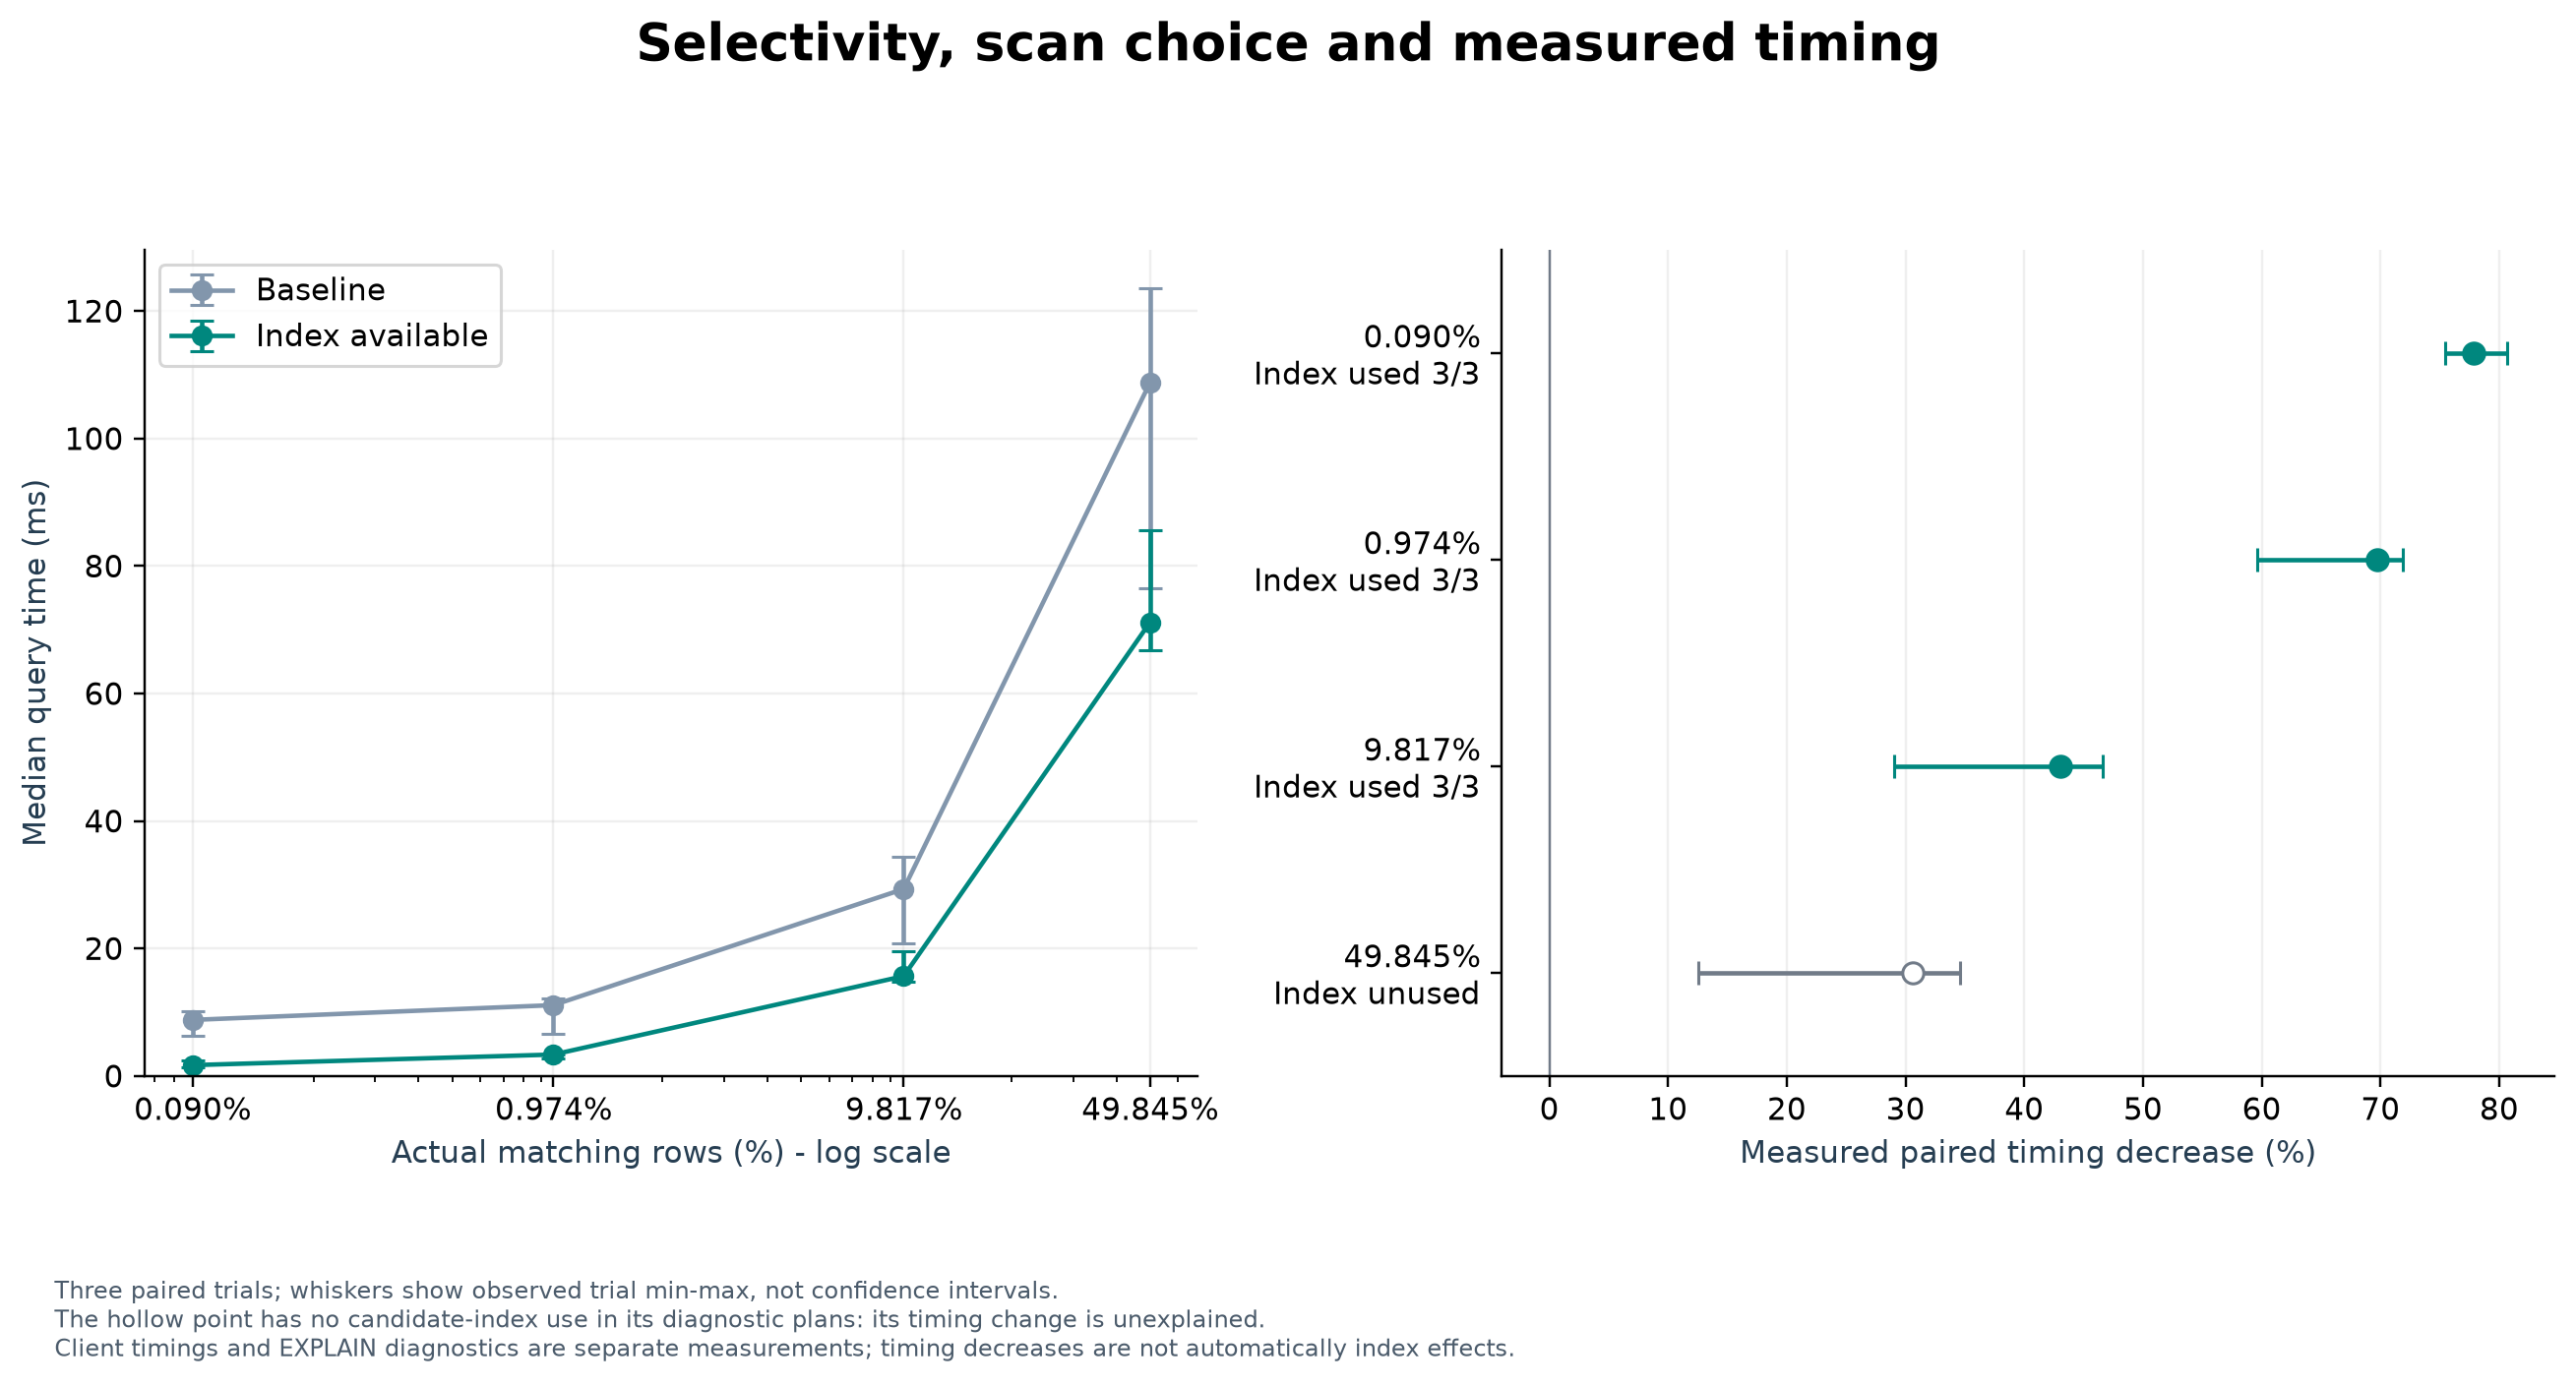 Selectivity, scan choice and measured timing
Baseline
Index available
Median query time (ms)
120
100
80
60
40
20
0
0.090%
0.974%
9.817%
49.845%
Actual matching rows (%) - log scale
0.090%
Index used 3/3
0.974%
Index used 3/3
9.817%
Index used 3/3
49.845%
Index unused
0
10
20
30
40
50
60
70
80
Measured paired timing decrease (%)
Three paired trials; whiskers show observed trial min-max, not confidence intervals.
The hollow point has no candidate-index use in its diagnostic plans: its timing change is unexplained.
Client timings and EXPLAIN diagnostics are separate measurements; timing decreases are not automatically index effects.